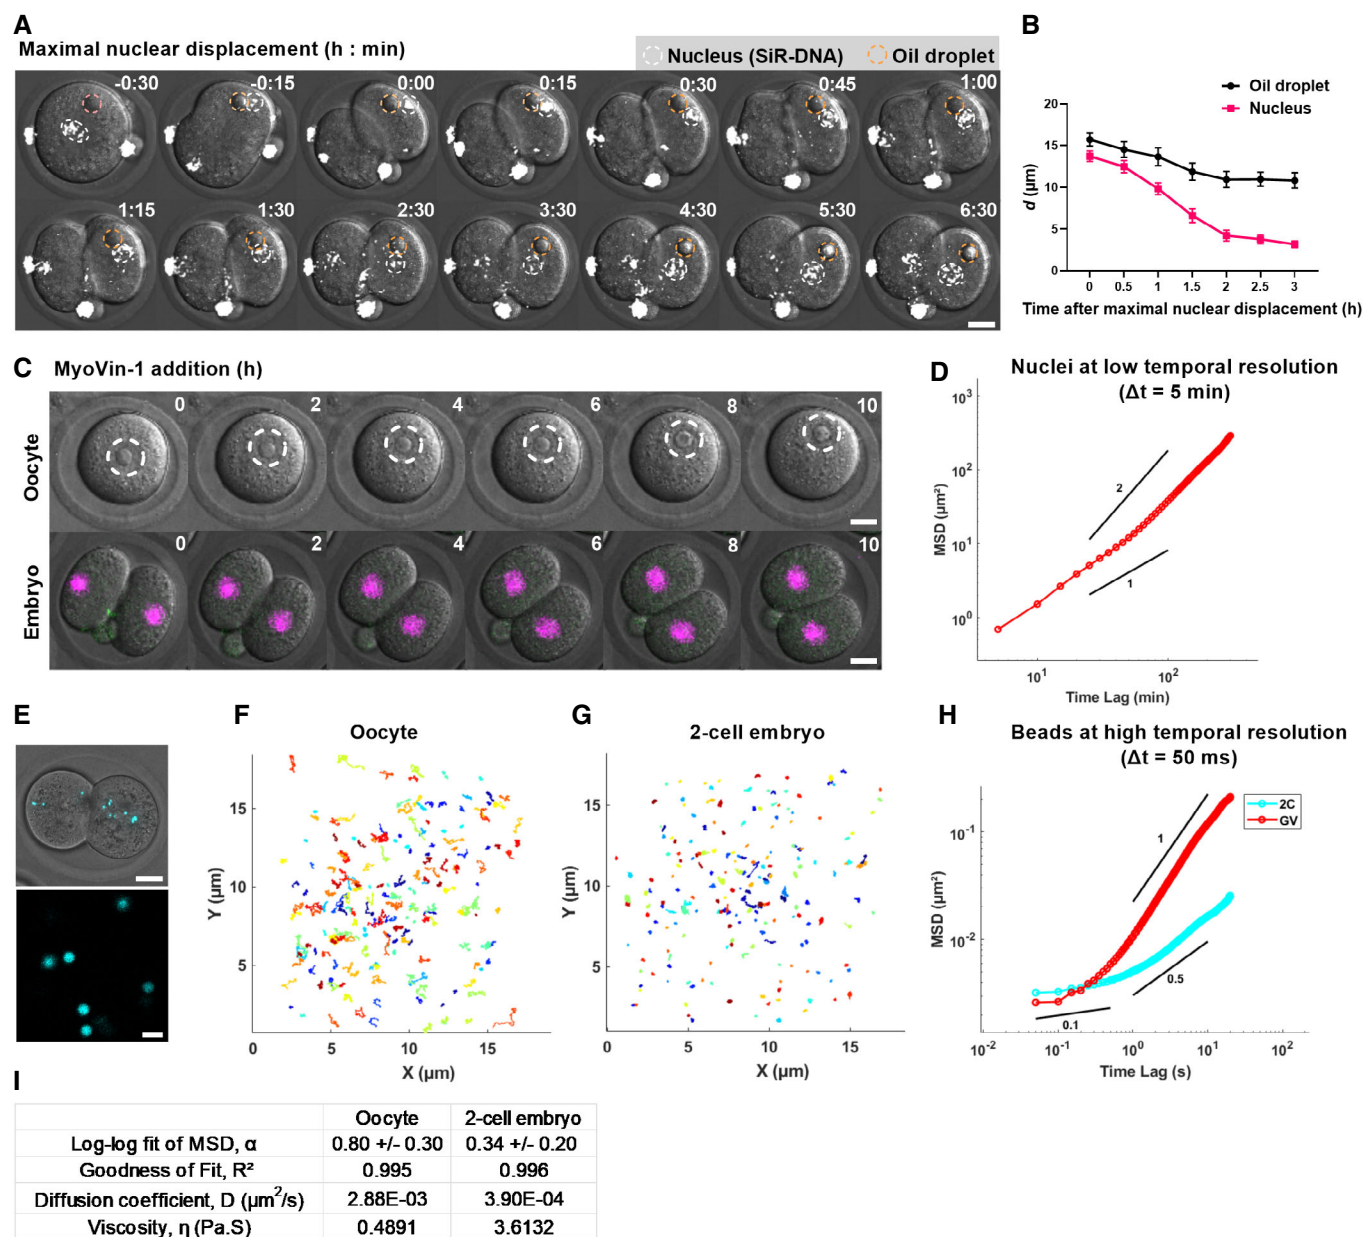 A
Maximal nuclear displacement (h : min)
Nucleus (SiR-DNA) Oil droplet
-0:30 -0:15 0:00 0:15 0:30 0:45 1:00
1:15 1:30 2:30 3:30 4:30 5:30 6:30
B
Oil droplet
Nucleus
20
15
10
5
0
d (µm)
0 0.5 1 1.5 2 2.5 3
Time after maximal nuclear displacement (h)
C MyoVin-1 addition (h)
Oocyte
0 2 4 6 8 10
Embryo
0 2 4 6 8 10
D
Nuclei at low temporal resolution
(Δt = 5 min)
10³
10²
10¹
10⁰
MSD (µm²)
2
1
10¹ 10²
Time Lag (min)
E
F
Oocyte
15
10
5
Y (µm)
0 5 10 15
X (µm)
G
2-cell embryo
15
10
5
Y (µm)
0 5 10 15
X (µm)
H
Beads at high temporal resolution
(Δt = 50 ms)
2C
GV
10⁻¹
10⁻²
MSD (µm²)
1
0.5
0.1
10⁻² 10⁻¹ 10⁰ 10¹ 10²
Time Lag (s)
I
Oocyte 2-cell embryo
Log-log fit of MSD, α 0.80 +/- 0.30 0.34 +/- 0.20
Goodness of Fit, R² 0.995 0.996
Diffusion coefficient, D (µm²/s) 2.88E-03 3.90E-04
Viscosity, η (Pa.S) 0.4891 3.6132